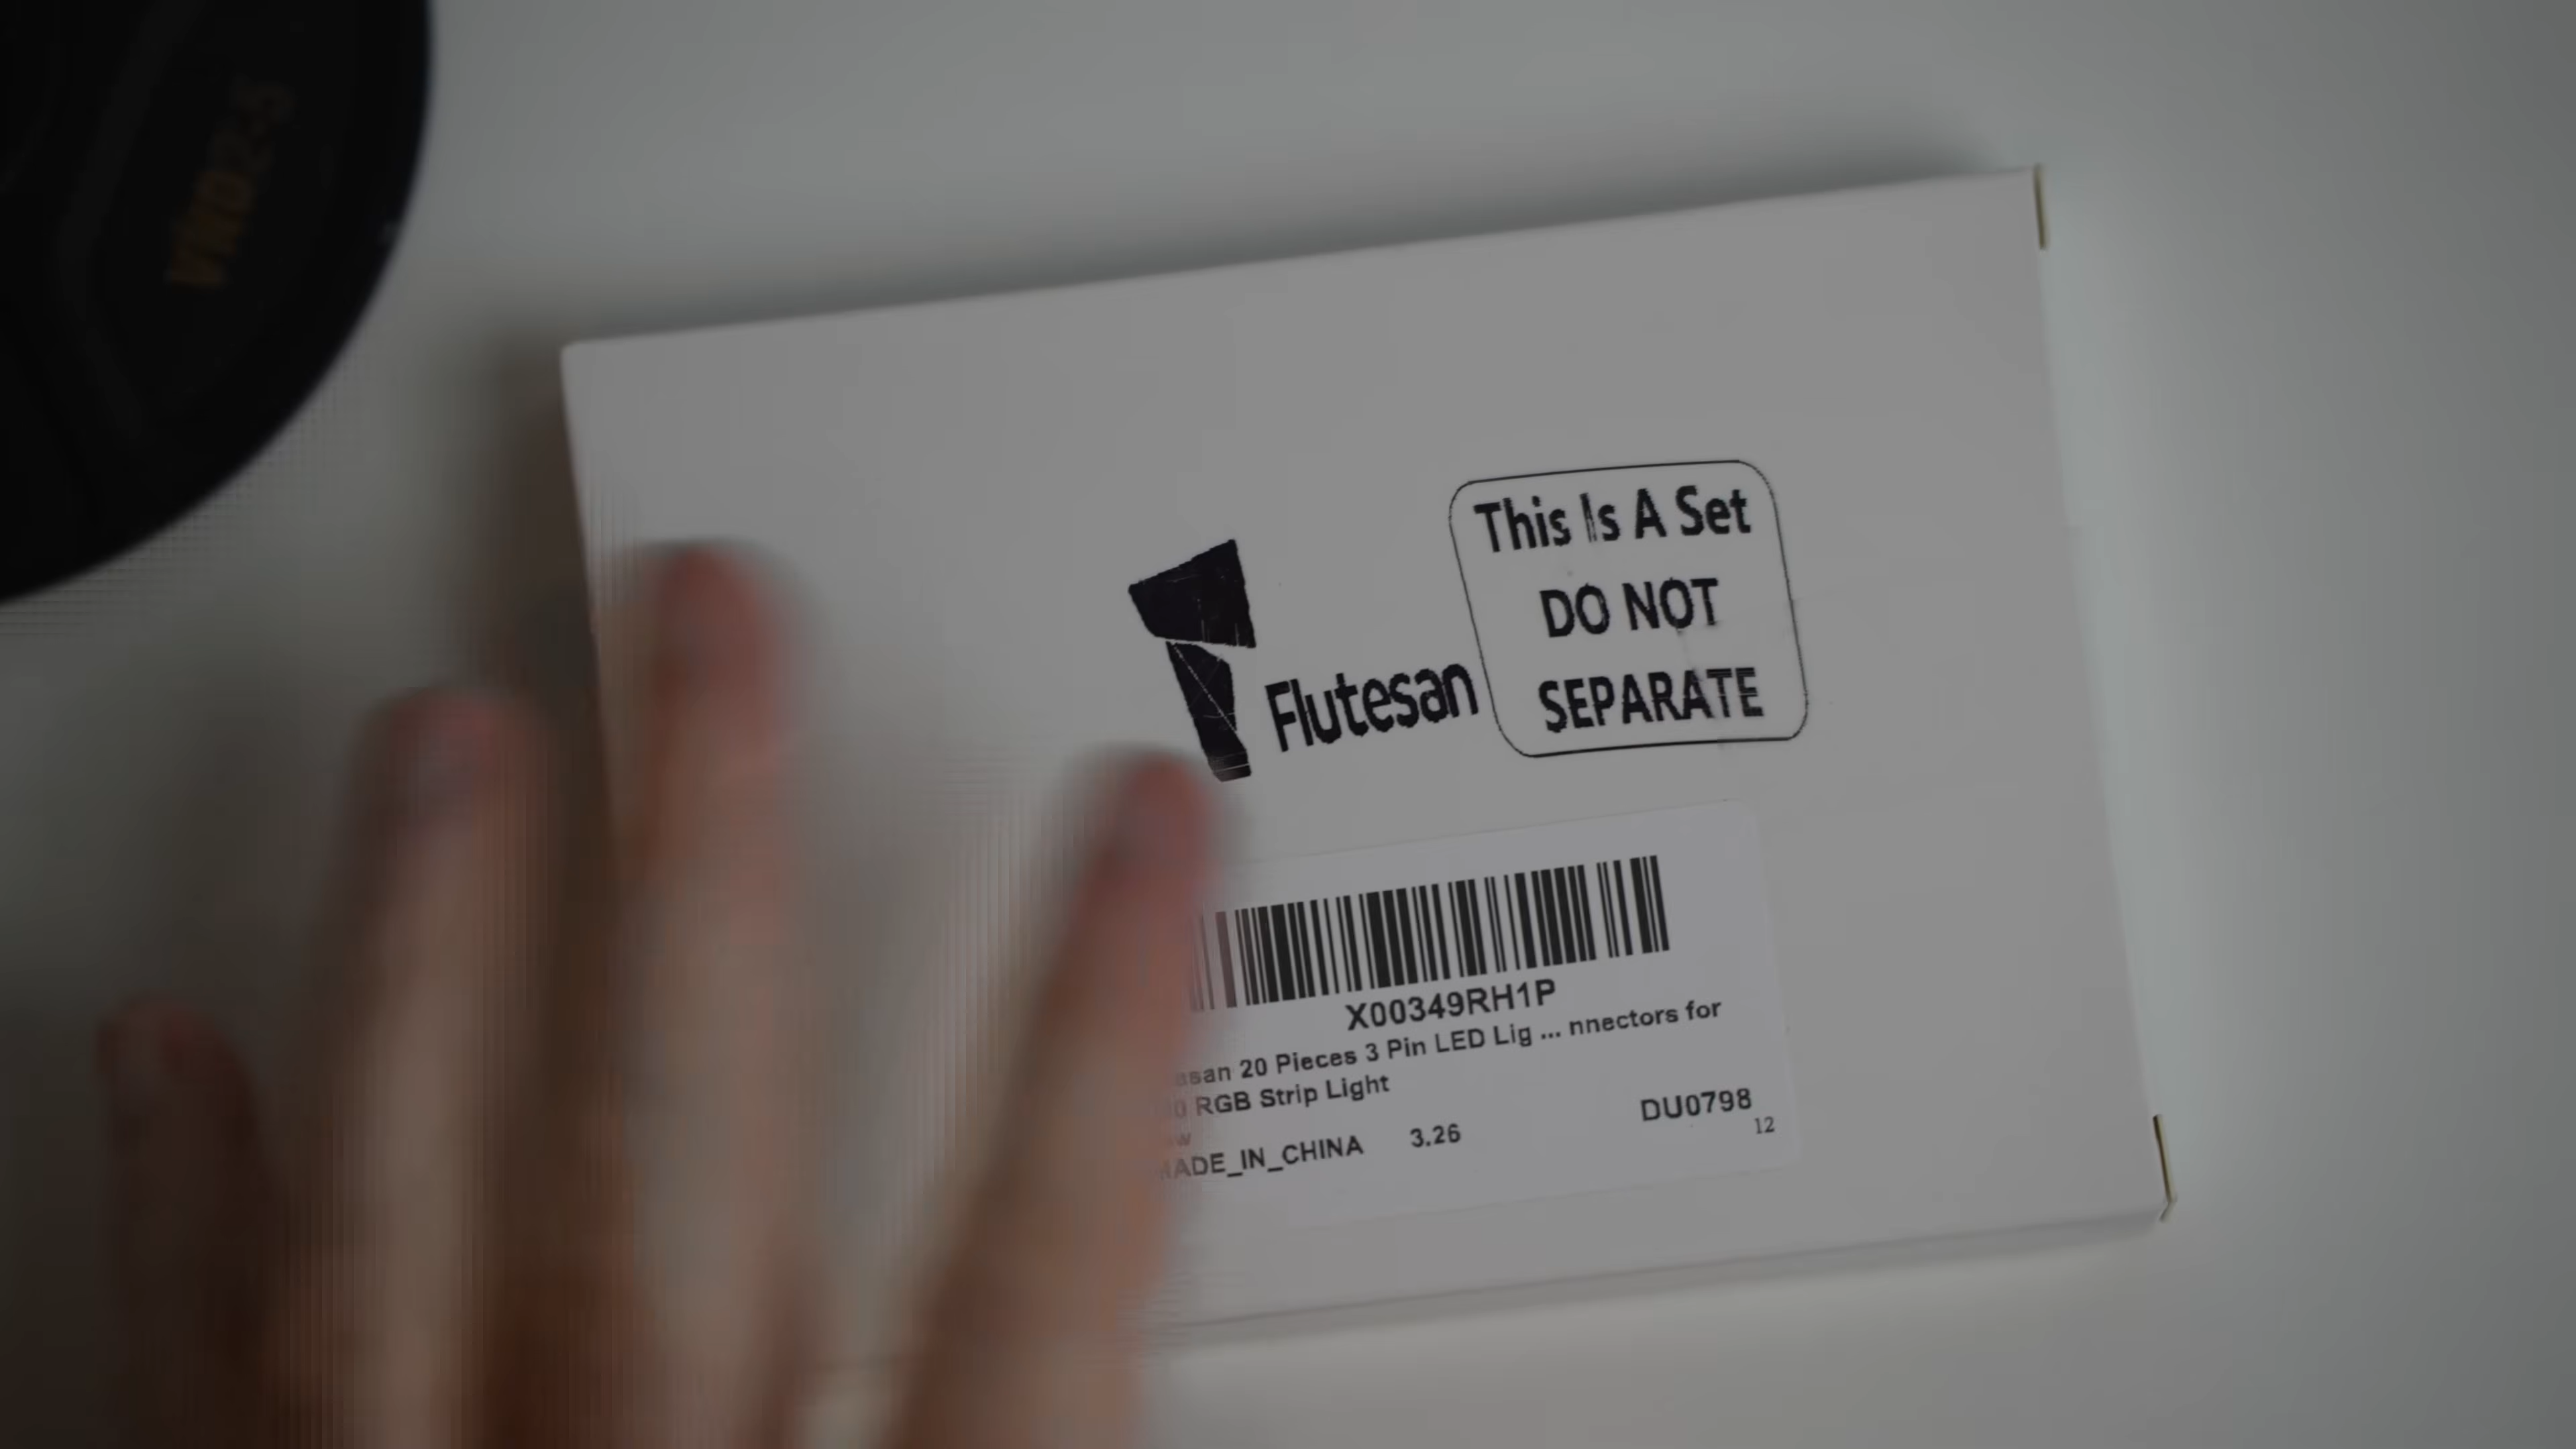 This Is A Set
DO NOT
SEPARATE
Flutesan
X00349RH1P
20 Pieces 3 Pin LED Lig ... nnectors for
RGB Strip Light
MADE_IN_CHINA 3.26
DU0798
12